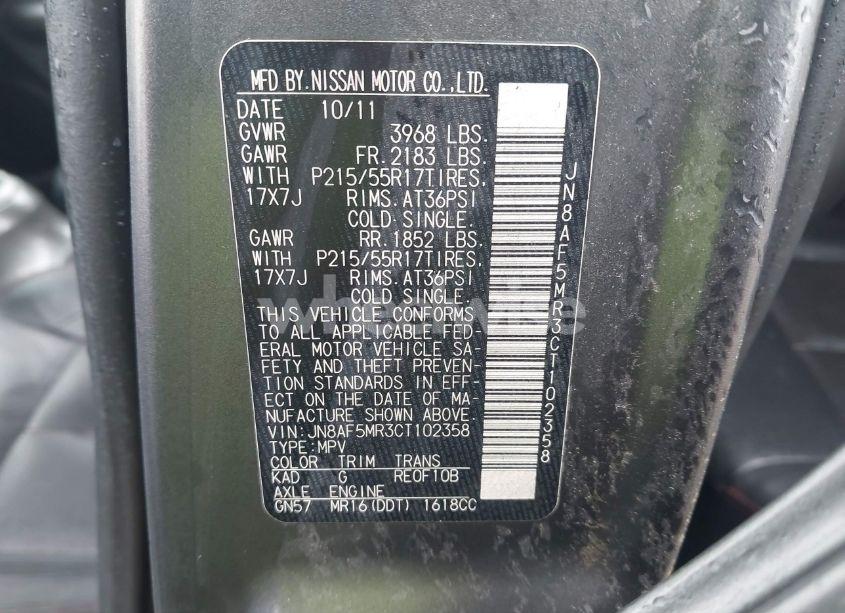 MFD BY.NISSAN MOTOR CO.,LTD.
DATE 10/11
GVWR 3968 LBS.
GAWR FR. 2183 LBS.
WITH P215/55R17TIRES,
17X7J RIMS.AT36PSI
COLD.SINGLE.
GAWR RR. 1852 LBS.
WITH P215/55R17TIRES,
17X7J RIMS.AT36PSI
COLD.SINGLE.
THIS VEHICLE CONFORMS
TO ALL APPLICABLE FED-
ERAL MOTOR VEHICLE SA-
FETY AND THEFT PREVEN-
TION STANDARDS IN EFF-
ECT ON THE DATE OF MA-
NUFACTURE SHOWN ABOVE.
VIN:JN8AF5MR3CT102358
TYPE:MPV
COLOR TRIM TRANS
KAD G RE0F10B
AXLE ENGINE
GN57 MR16(DDT) 1618CC
JN8AF5MR3CT102358